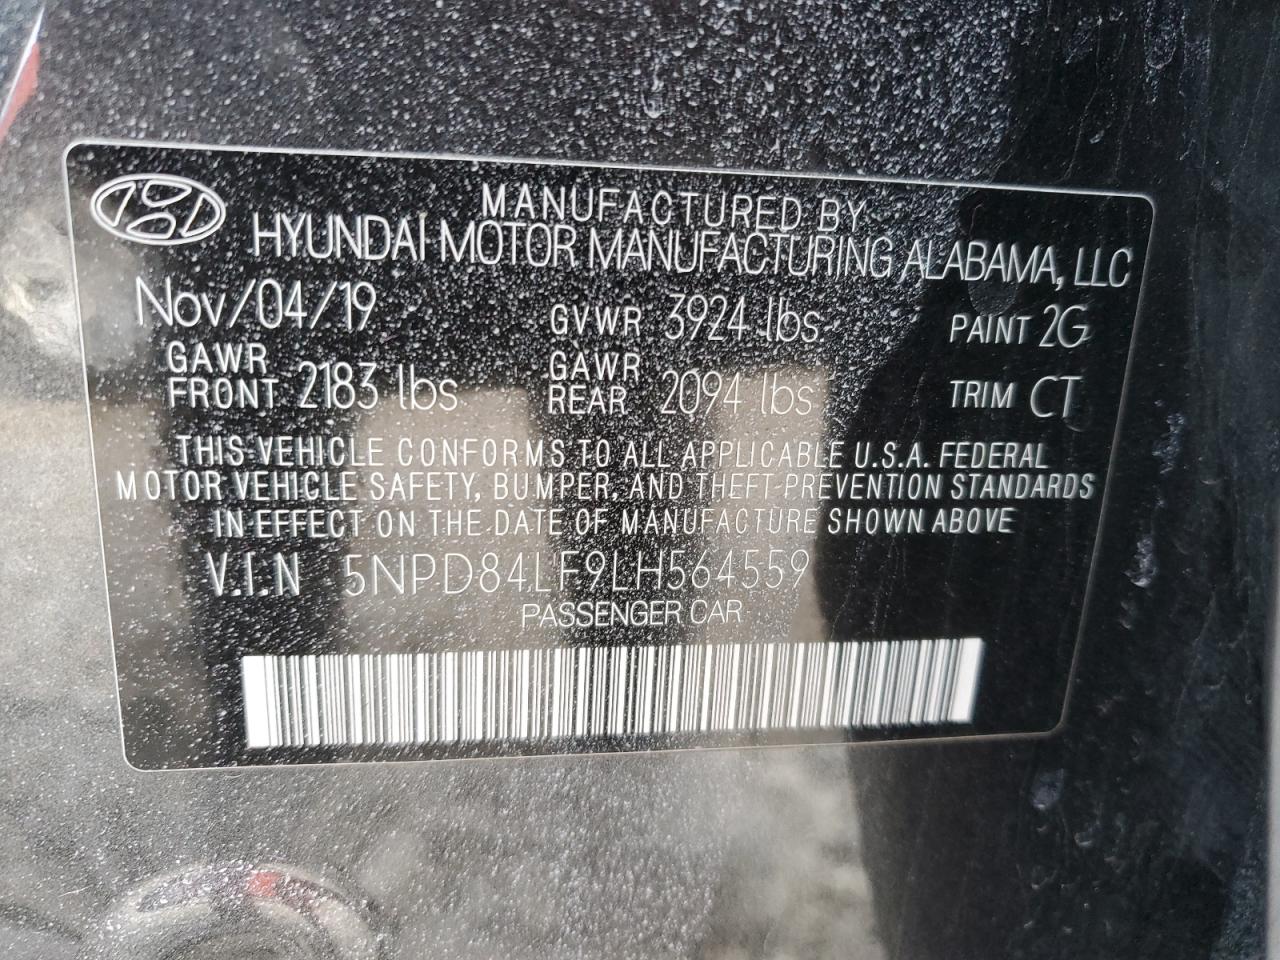 MANUFACTURED BY
HYUNDAI MOTOR MANUFACTURING ALABAMA, LLC
Nov/04/19 GVWR 3924 lbs PAINT 2G
GAWR FRONT 2183 lbs GAWR REAR 2094 lbs TRIM CT
THIS VEHICLE CONFORMS TO ALL APPLICABLE U.S.A. FEDERAL
MOTOR VEHICLE SAFETY, BUMPER, AND THEFT PREVENTION STANDARDS
IN EFFECT ON THE DATE OF MANUFACTURE SHOWN ABOVE
V.I.N 5NPD84LF9LH564559
PASSENGER CAR